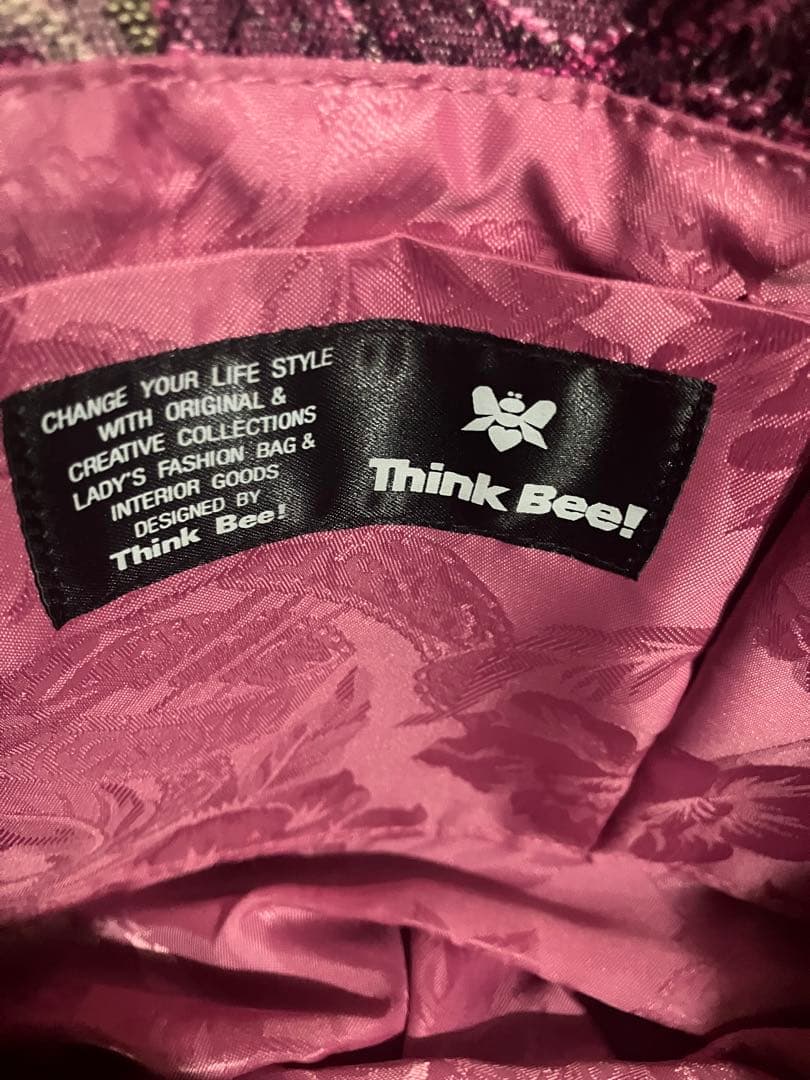 CHANGE YOUR LIFE STYLE
WITH ORIGINAL &
CREATIVE COLLECTIONS
LADY'S FASHION BAG &
INTERIOR GOODS
DESIGNED BY
Think Bee!
Think Bee!